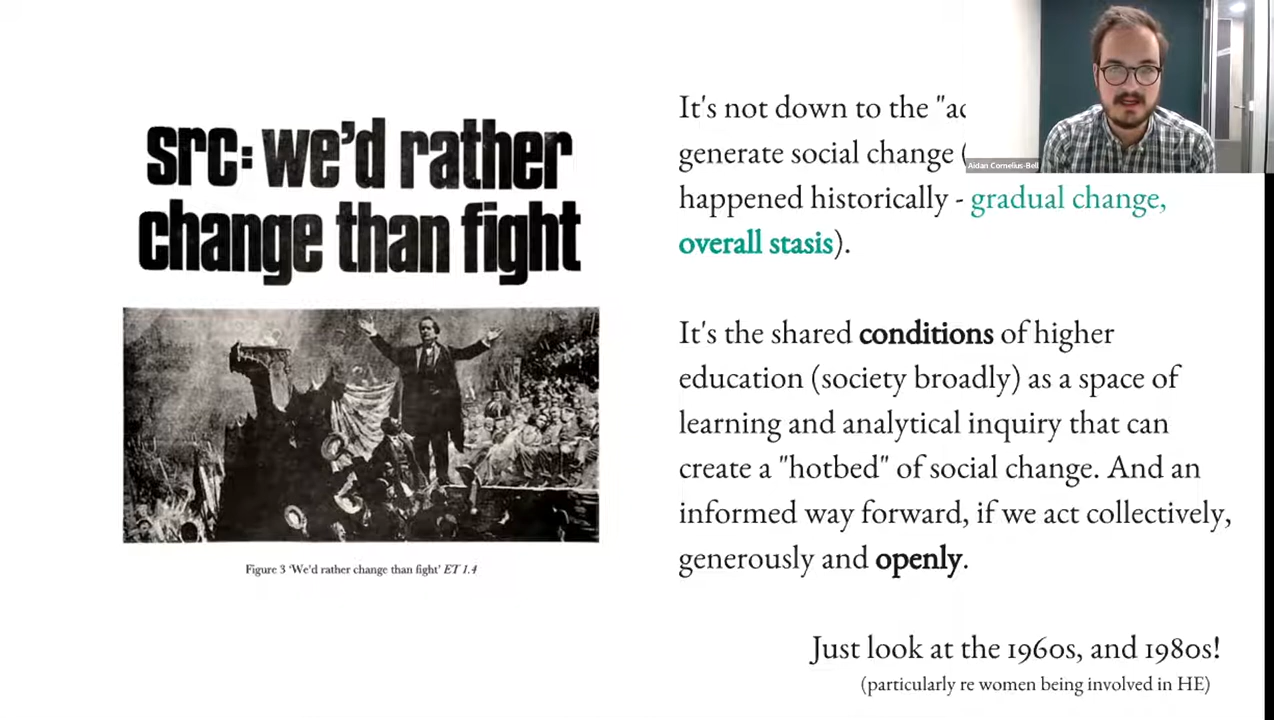 src: we'd rather
change than fight
Figure 3 'We'd rather change than fight' ET 1.4
It's not down to the
generate social change (
happened historically - gradual change,
overall stasis).
It's the shared conditions of higher
education (society broadly) as a space of
learning and analytical inquiry that can
create a "hotbed" of social change. And an
informed way forward, if we act collectively,
generously and openly.
Just look at the 1960s, and 1980s!
(particularly re women being involved in HE)
Aidan Cornelius-Bell